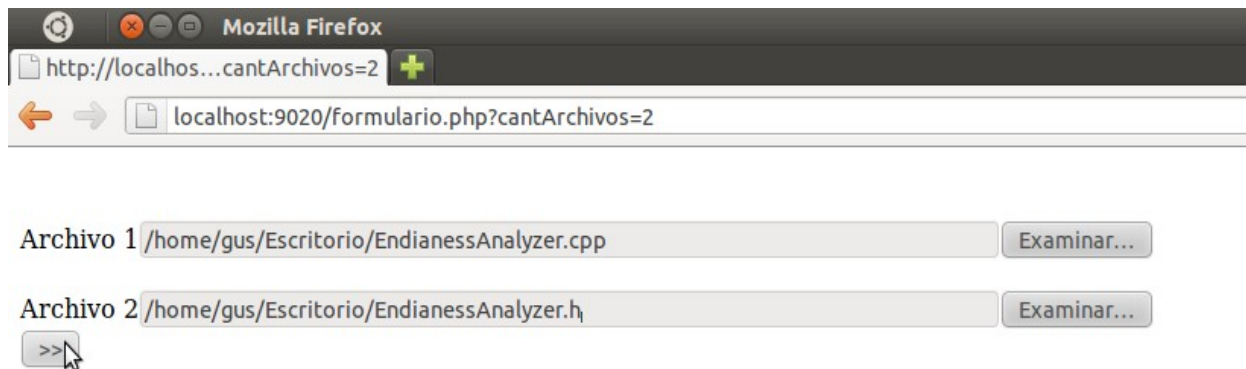 Mozilla Firefox
http://localhos...cantArchivos=2
localhost:9020/formulario.php?cantArchivos=2
Archivo 1 /home/gus/Escritorio/EndianessAnalyzer.cpp Examinar...
Archivo 2 /home/gus/Escritorio/EndianessAnalyzer.h Examinar...
>>